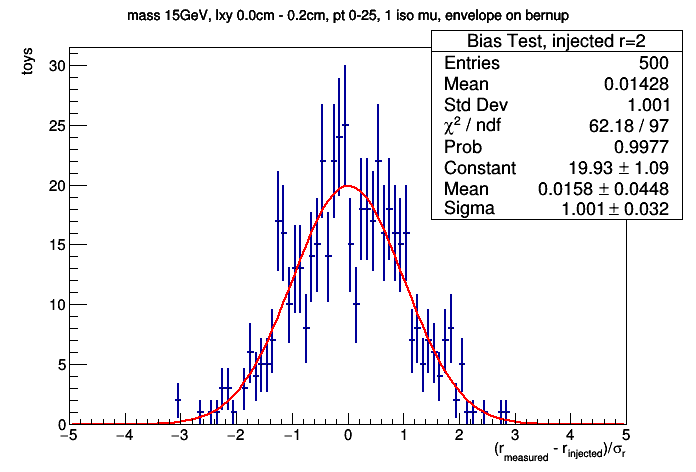 mass 15GeV, lxy 0.0cm - 0.2cm, pt 0-25, 1 iso mu, envelope on bernup
Bias Test, injected r=2
Entries 500
Mean 0.01428
Std Dev 1.001
χ² / ndf 62.18 / 97
Prob 0.9977
Constant 19.93 ± 1.09
Mean 0.0158 ± 0.0448
Sigma 1.001 ± 0.032
toys
30
25
20
15
10
5
0
−5 −4 −3 −2 −1 0 1 2 3 4 5
(r_measured - r_injected)/σ_r